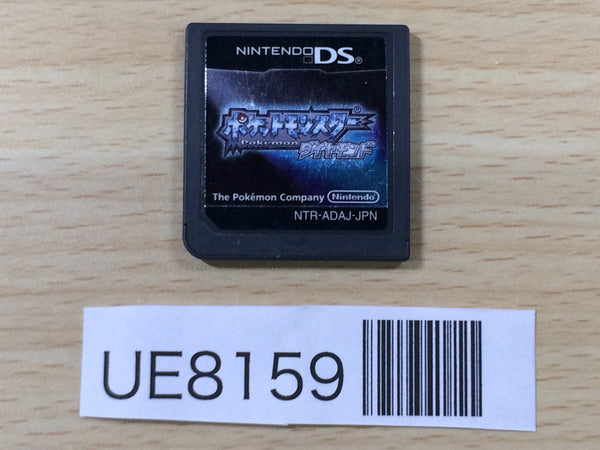 NINTENDO DS®
ポケットモンスター
Pokémon
ダイヤモンド
The Pokémon Company Nintendo
NTR-ADAJ-JPN
UE8159